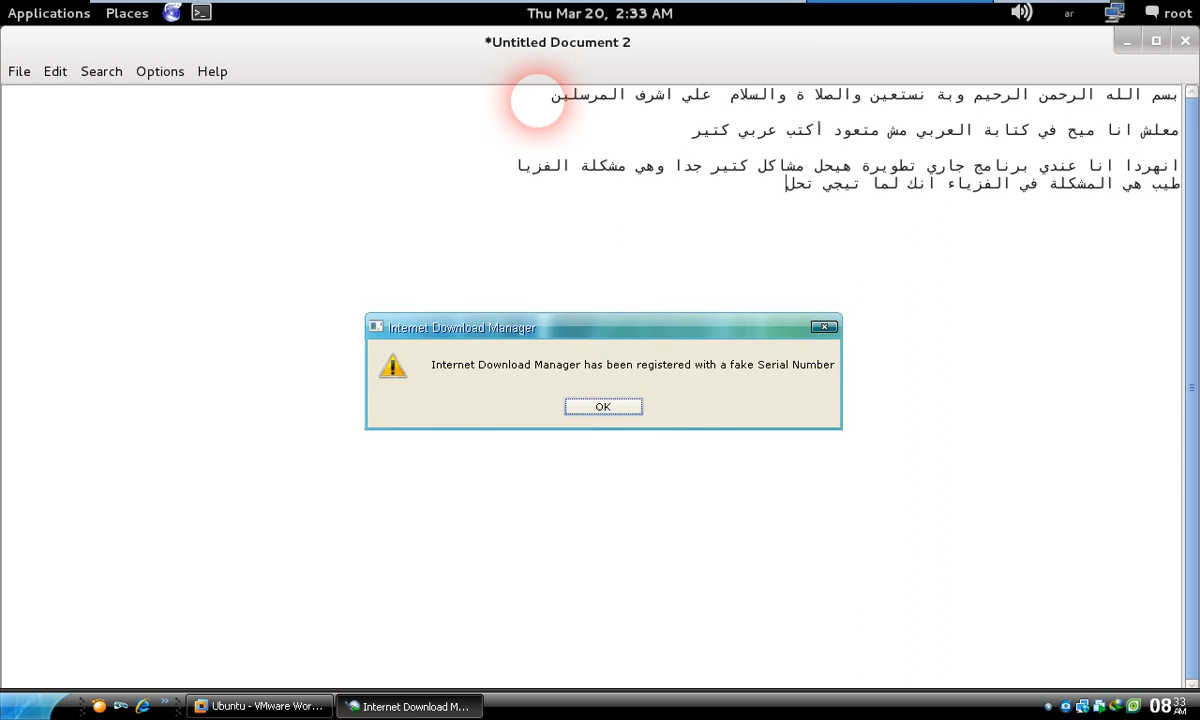 Applications Places Thu Mar 20, 2:33 AM ar root
*Untitled Document 2
File Edit Search Options Help
بسم الله الرحمن الرحيم وبة نستعين والصلا ة والسلام  علي اشرف المرسلين
معلش انا ميح في كتابة العربي مش متعود أكتب عربي كتير
انهردا انا عندي برنامج جاري تطويرة هيحل مشاكل كتير جدا وهي مشكلة الفزيا
طيب هي المشكلة في الفزياء انك لما تيجي تحل
Internet Download Manager
Internet Download Manager has been registered with a fake Serial Number
OK
Ubuntu - VMware Wor... Internet Download M... 08 33 AM